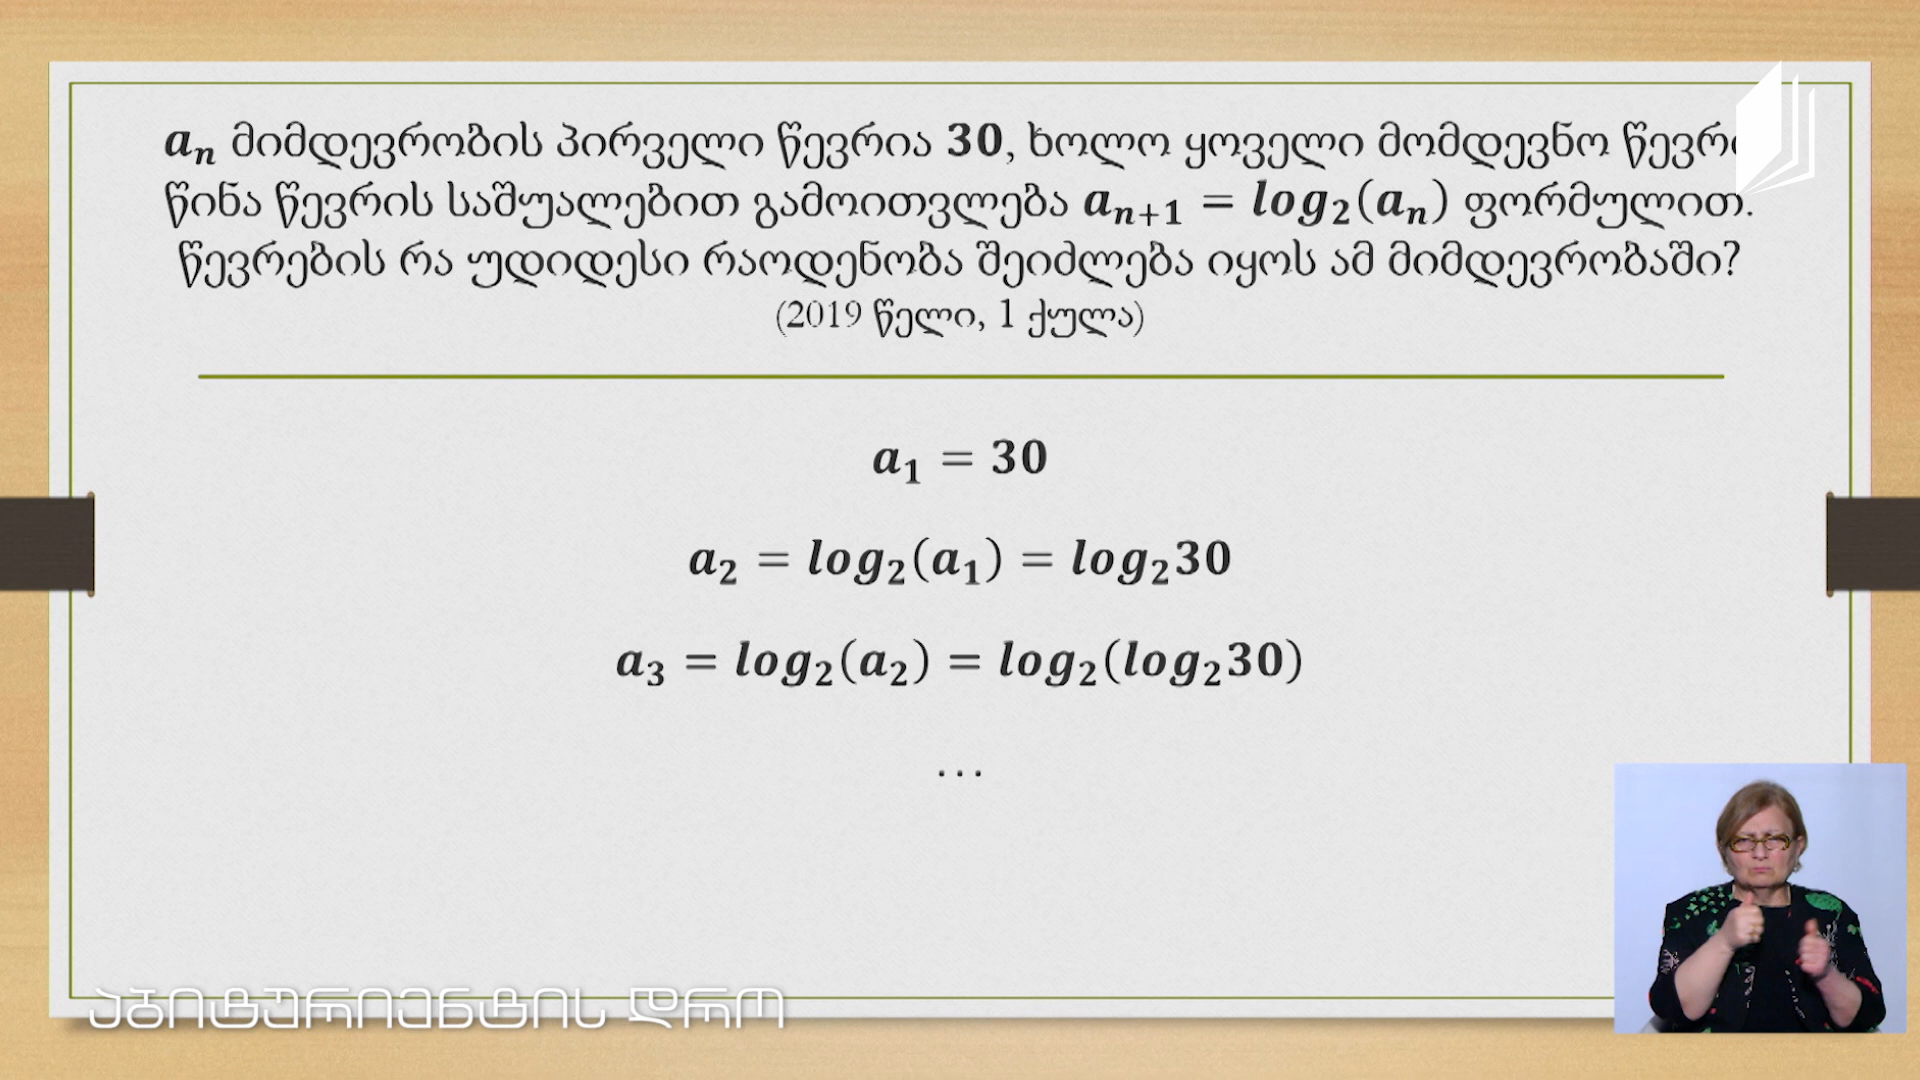 aₙ მიმდევრობის პირველი წევრია 30, ხოლო ყოველი მომდევნო
წინა წევრის საშუალებით გამოითვლება aₙ₊₁ = log₂(aₙ) ფორმულით.
წევრების რა უდიდესი რაოდენობა შეიძლება იყოს ამ მიმდევრობაში?
(2019 წელი, 1 ქულა)
a₁ = 30
a₂ = log₂(a₁) = log₂30
a₃ = log₂(a₂) = log₂(log₂30)
...
აბიტურიენტის დრო